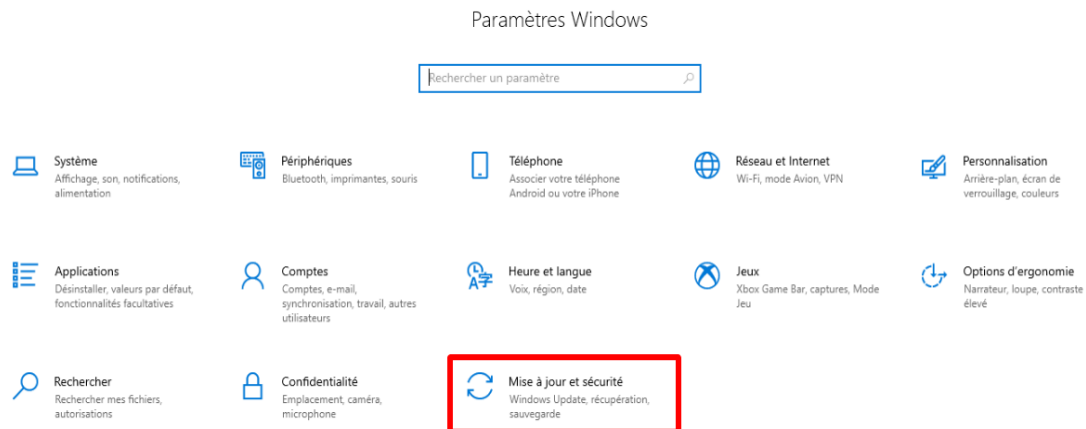 Paramètres Windows
Rechercher un paramètre
Système
Affichage, son, notifications,
alimentation
Périphériques
Bluetooth, imprimantes, souris
Téléphone
Associer votre téléphone
Android ou votre iPhone
Réseau et Internet
Wi-Fi, mode Avion, VPN
Personnalisation
Arrière-plan, écran de
verrouillage, couleurs
Applications
Désinstaller, valeurs par défaut,
fonctionnalités facultatives
Comptes
Comptes, e-mail,
synchronisation, travail, autres
utilisateurs
Heure et langue
Voix, région, date
Jeux
Xbox Game Bar, captures, Mode
Jeu
Options d'ergonomie
Narrateur, loupe, contraste
élevé
Rechercher
Rechercher mes fichiers,
autorisations
Confidentialité
Emplacement, caméra,
microphone
Mise à jour et sécurité
Windows Update, récupération,
sauvegarde